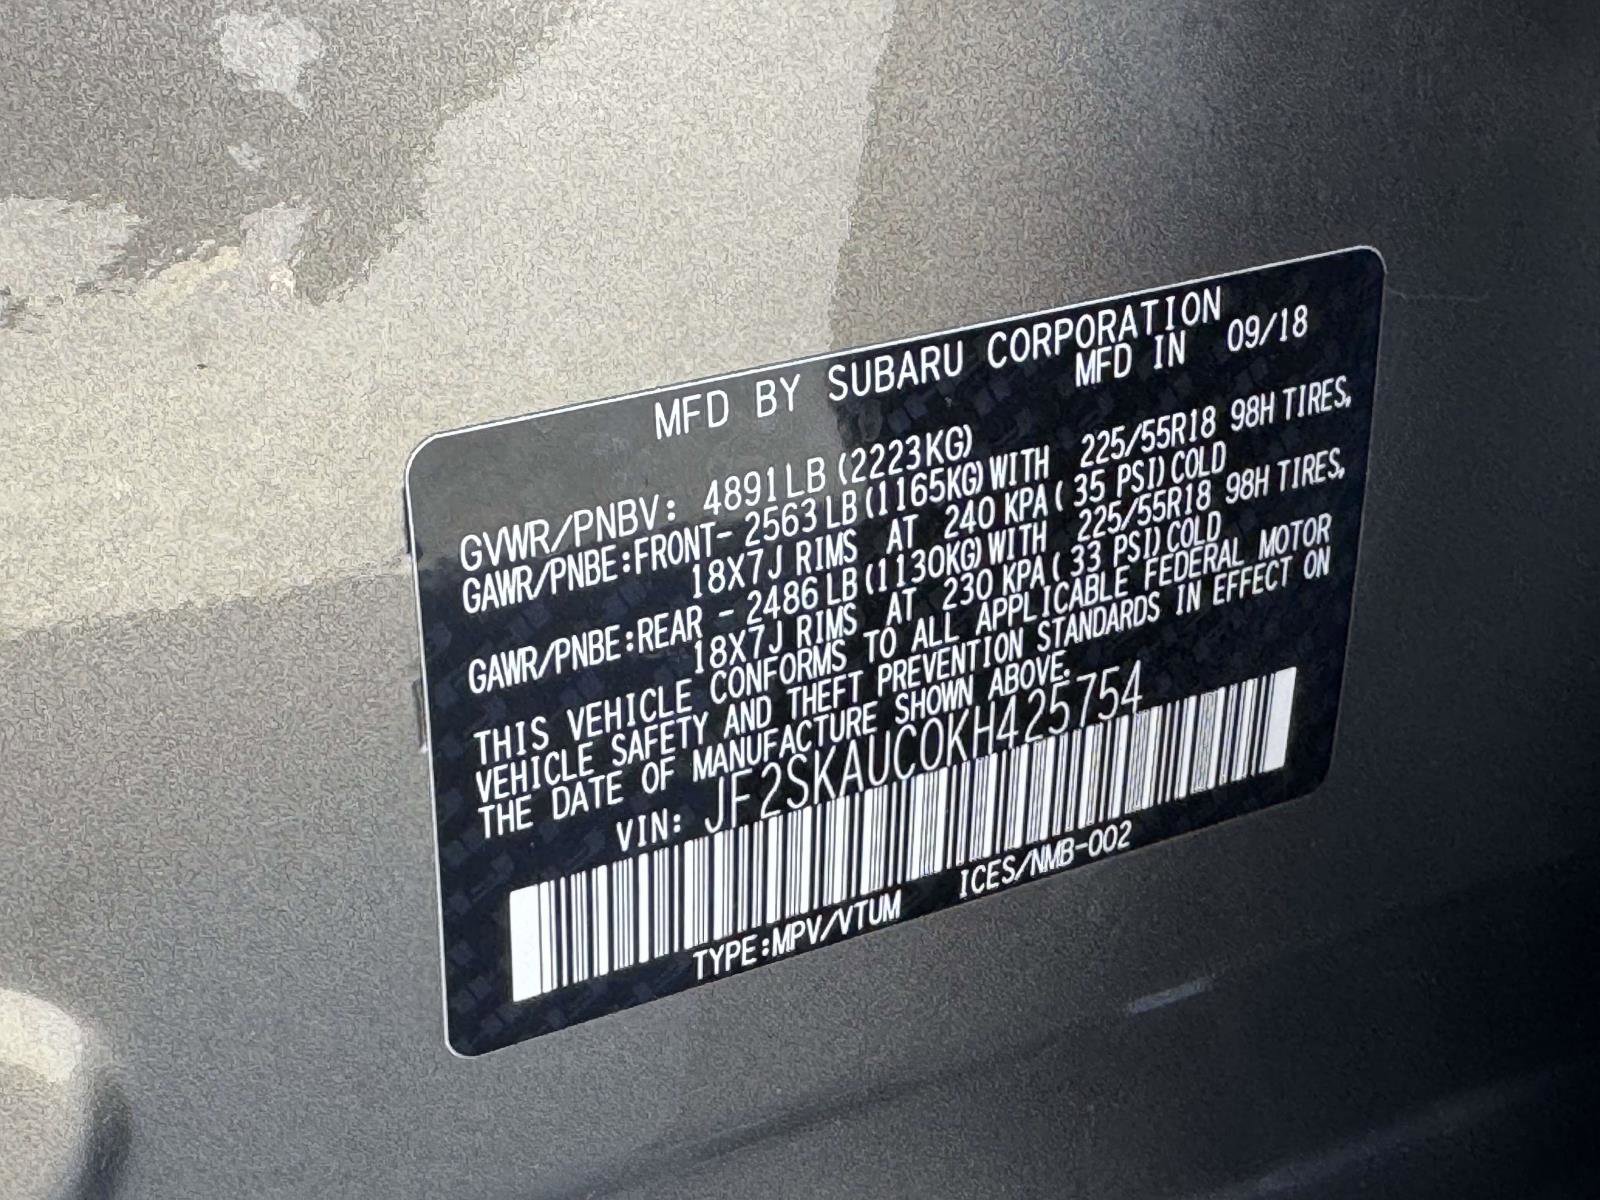 MFD BY SUBARU CORPORATION
MFD IN 09/18
GVWR/PNBV: 4891LB (2223KG)
GAWR/PNBE:FRONT- 2563 LB (1165KG) WITH 225/55R18 98H TIRES,
18X7J RIMS AT 240 KPA ( 35 PSI) COLD
GAWR/PNBE:REAR - 2486 LB (1130KG) WITH 225/55R18 98H TIRES,
18X7J RIMS AT 230 KPA ( 33 PSI) COLD
THIS VEHICLE CONFORMS TO ALL APPLICABLE FEDERAL MOTOR
VEHICLE SAFETY AND THEFT PREVENTION STANDARDS IN EFFECT ON
THE DATE OF MANUFACTURE SHOWN ABOVE.
VIN: JF2SKAUC0KH425754
TYPE:MPV/VTUM ICES/NMB-002